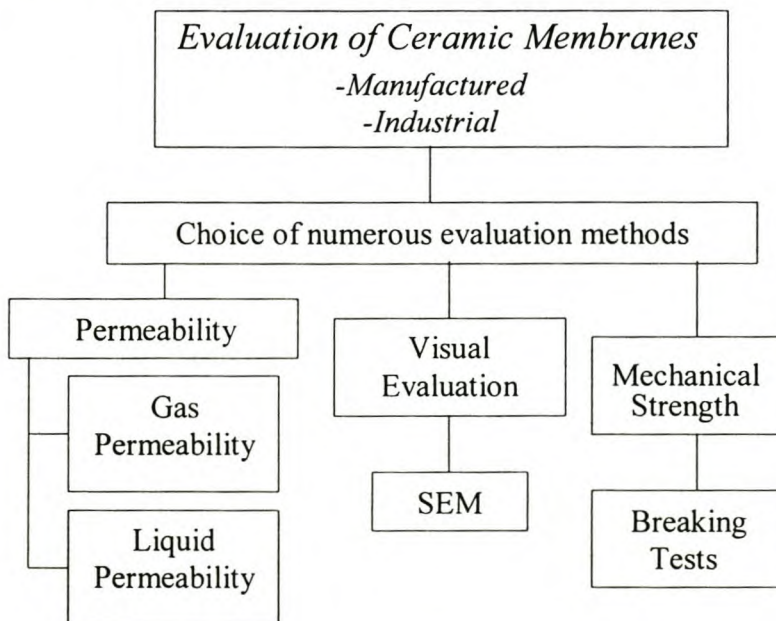 Evaluation of Ceramic Membranes
-Manufactured
-Industrial
Choice of numerous evaluation methods
Permeability
Gas
Permeability
Liquid
Permeability
Visual
Evaluation
SEM
Mechanical
Strength
Breaking
Tests